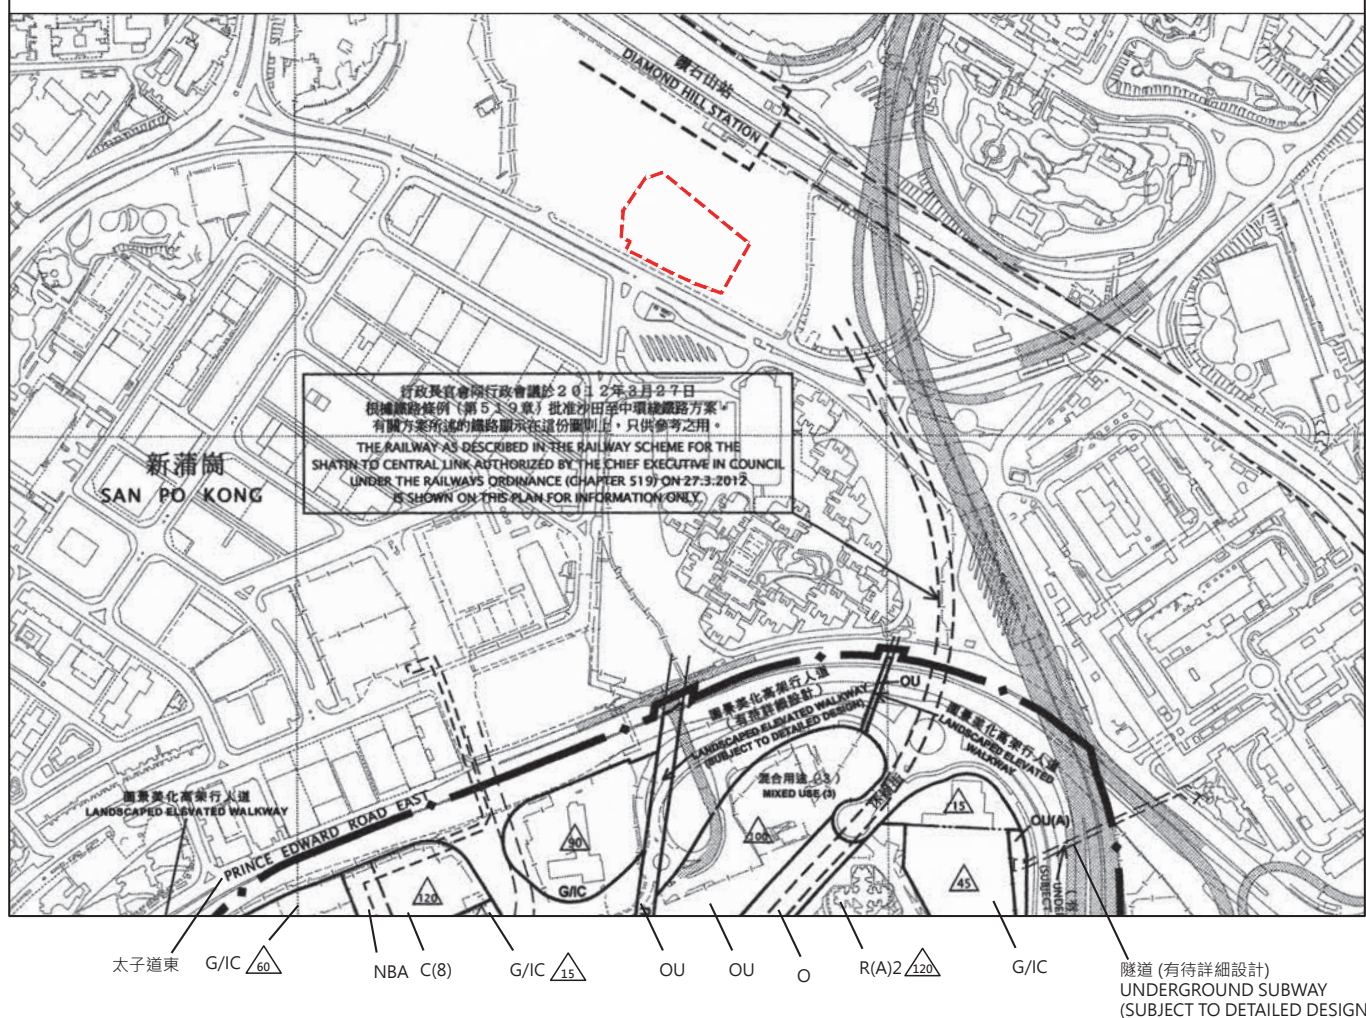 鑽石山站
DIAMOND HILL STATION
行政長官會同行政會議於2012年3月27日
根據鐵路條例(第519章)批准沙田至中環線鐵路方案。
有關方案所述的鐵路顯示在這份圖則上,只供參考之用。
THE RAILWAY AS DESCRIBED IN THE RAILWAY SCHEME FOR THE
SHATIN TO CENTRAL LINK AUTHORIZED BY THE CHIEF EXECUTIVE IN COUNCIL
UNDER THE RAILWAYS ORDINANCE (CHAPTER 519) ON 27.3.2012
IS SHOWN ON THIS PLAN FOR INFORMATION ONLY.
新蒲崗
SAN PO KONG
OU
園景美化高架行人道
(有待詳細設計)
LANDSCAPED ELEVATED WALKWAY
(SUBJECT TO DETAILED DESIGN)
園景美化高架行人道
LANDSCAPED ELEVATED
WALKWAY
混合用途(3)
MIXED USE (3)
園景美化高架行人道
LANDSCAPED ELEVATED WALKWAY
PRINCE EDWARD ROAD EAST
15
OU(A)
100
90
G/IC
120
45
(SUBJECT
UNDE
太子道東
G/IC 60
NBA
C(8)
G/IC 15
OU
OU
O
R(A)2 120
G/IC
隧道 (有待詳細設計)
UNDERGROUND SUBWAY
(SUBJECT TO DETAILED DESIGN